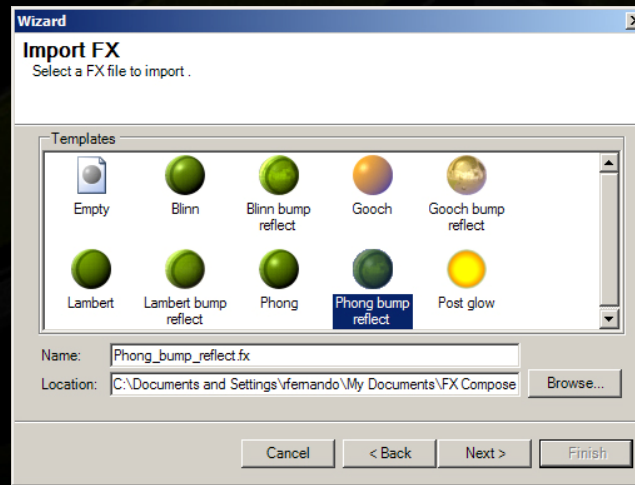 Wizard
Import FX
Select a FX file to import .
Templates
Empty
Blinn
Blinn bump
reflect
Gooch
Gooch bump
reflect
Lambert
Lambert bump
reflect
Phong
Phong bump
reflect
Post glow
Name: Phong_bump_reflect.fx
Location: C:\Documents and Settings\rfernando\My Documents\FX Compose Browse...
Cancel < Back Next > Finish